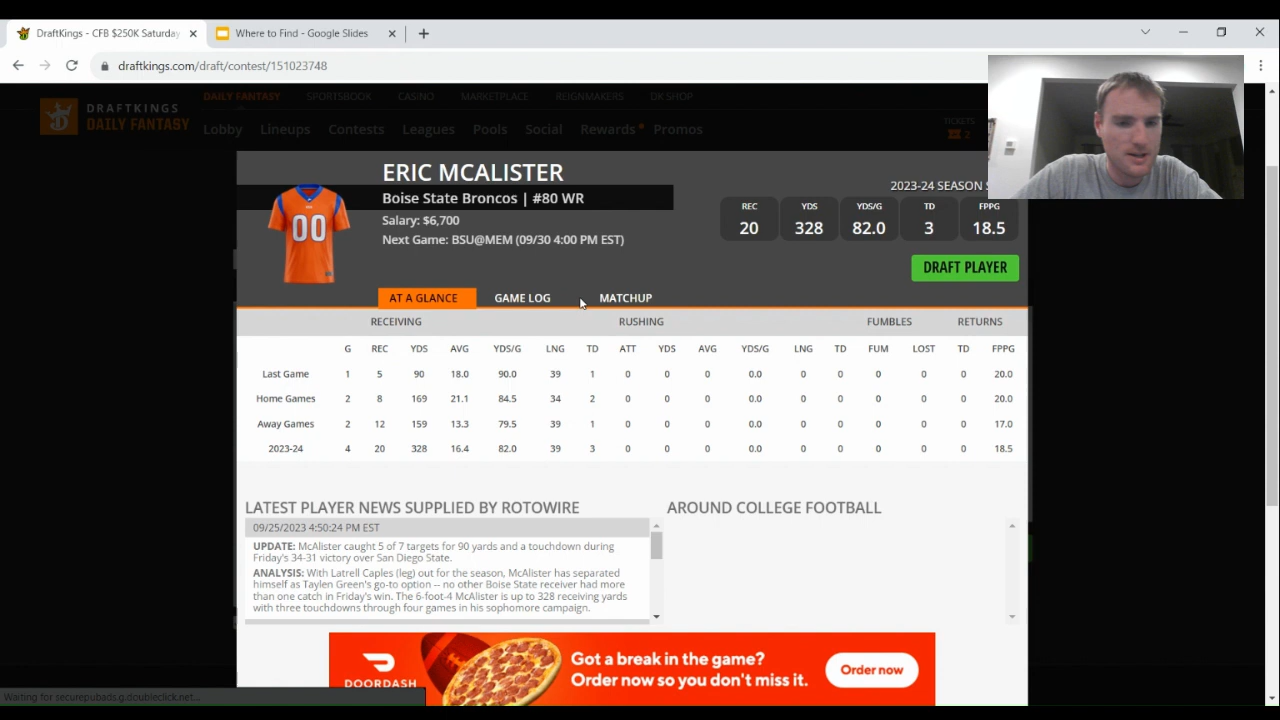 DraftKings - CFB $250K Saturday
Where to Find - Google Slides
draftkings.com/draft/contest/151023748
DRAFTKINGS
DAILY FANTASY
DAILY FANTASY SPORTSBOOK CASINO MARKETPLACE REIGNMAKERS DK SHOP
Lobby Lineups Contests Leagues Pools Social Rewards Promos
TICKETS
2
ERIC MCALISTER
Boise State Broncos | #80 WR
Salary: $6,700
Next Game: BSU@MEM (09/30 4:00 PM EST)
00
2023-24 SEASON S
REC YDS YDS/G TD FPPG
20 328 82.0 3 18.5
DRAFT PLAYER
AT A GLANCE GAME LOG MATCHUP
RECEIVING RUSHING FUMBLES RETURNS
G REC YDS AVG YDS/G LNG TD ATT YDS AVG YDS/G LNG TD FUM LOST TD FPPG
Last Game 1 5 90 18.0 90.0 39 1 0 0 0 0.0 0 0 0 0 0 20.0
Home Games 2 8 169 21.1 84.5 34 2 0 0 0 0.0 0 0 0 0 0 20.0
Away Games 2 12 159 13.3 79.5 39 1 0 0 0 0.0 0 0 0 0 0 17.0
2023-24 4 20 328 16.4 82.0 39 3 0 0 0 0.0 0 0 0 0 0 18.5
LATEST PLAYER NEWS SUPPLIED BY ROTOWIRE
AROUND COLLEGE FOOTBALL
09/25/2023 4:50:24 PM EST
UPDATE: McAlister caught 5 of 7 targets for 90 yards and a touchdown during
Friday's 34-31 victory over San Diego State.
ANALYSIS: With Latrell Caples (leg) out for the season, McAlister has separated
himself as Taylen Green's go-to option -- no other Boise State receiver had more
than one catch in Friday's win. The 6-foot-4 McAlister is up to 328 receiving yards
with three touchdowns through four games in his sophomore campaign.
DOORDASH
Got a break in the game?
Order now so you don't miss it.
Order now
Waiting for securepubads.g.doubleclick.net...